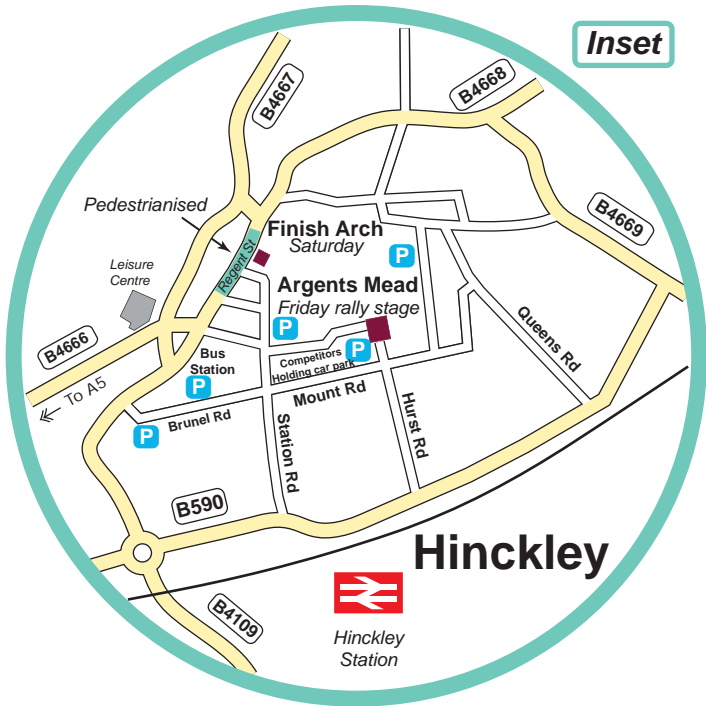 Inset
B4667
B4668
Pedestrianised
B4669
Finish Arch
Saturday
Regent St
P
Leisure
Centre
Argents Mead
Friday rally stage
P
Queens Rd
B4666
To A5
Bus
Station
P
Competitors
P
Holding car park
Mount Rd
Brunel Rd
P
Station Rd
Hurst Rd
B590
Hinckley
B4109
Hinckley
Station